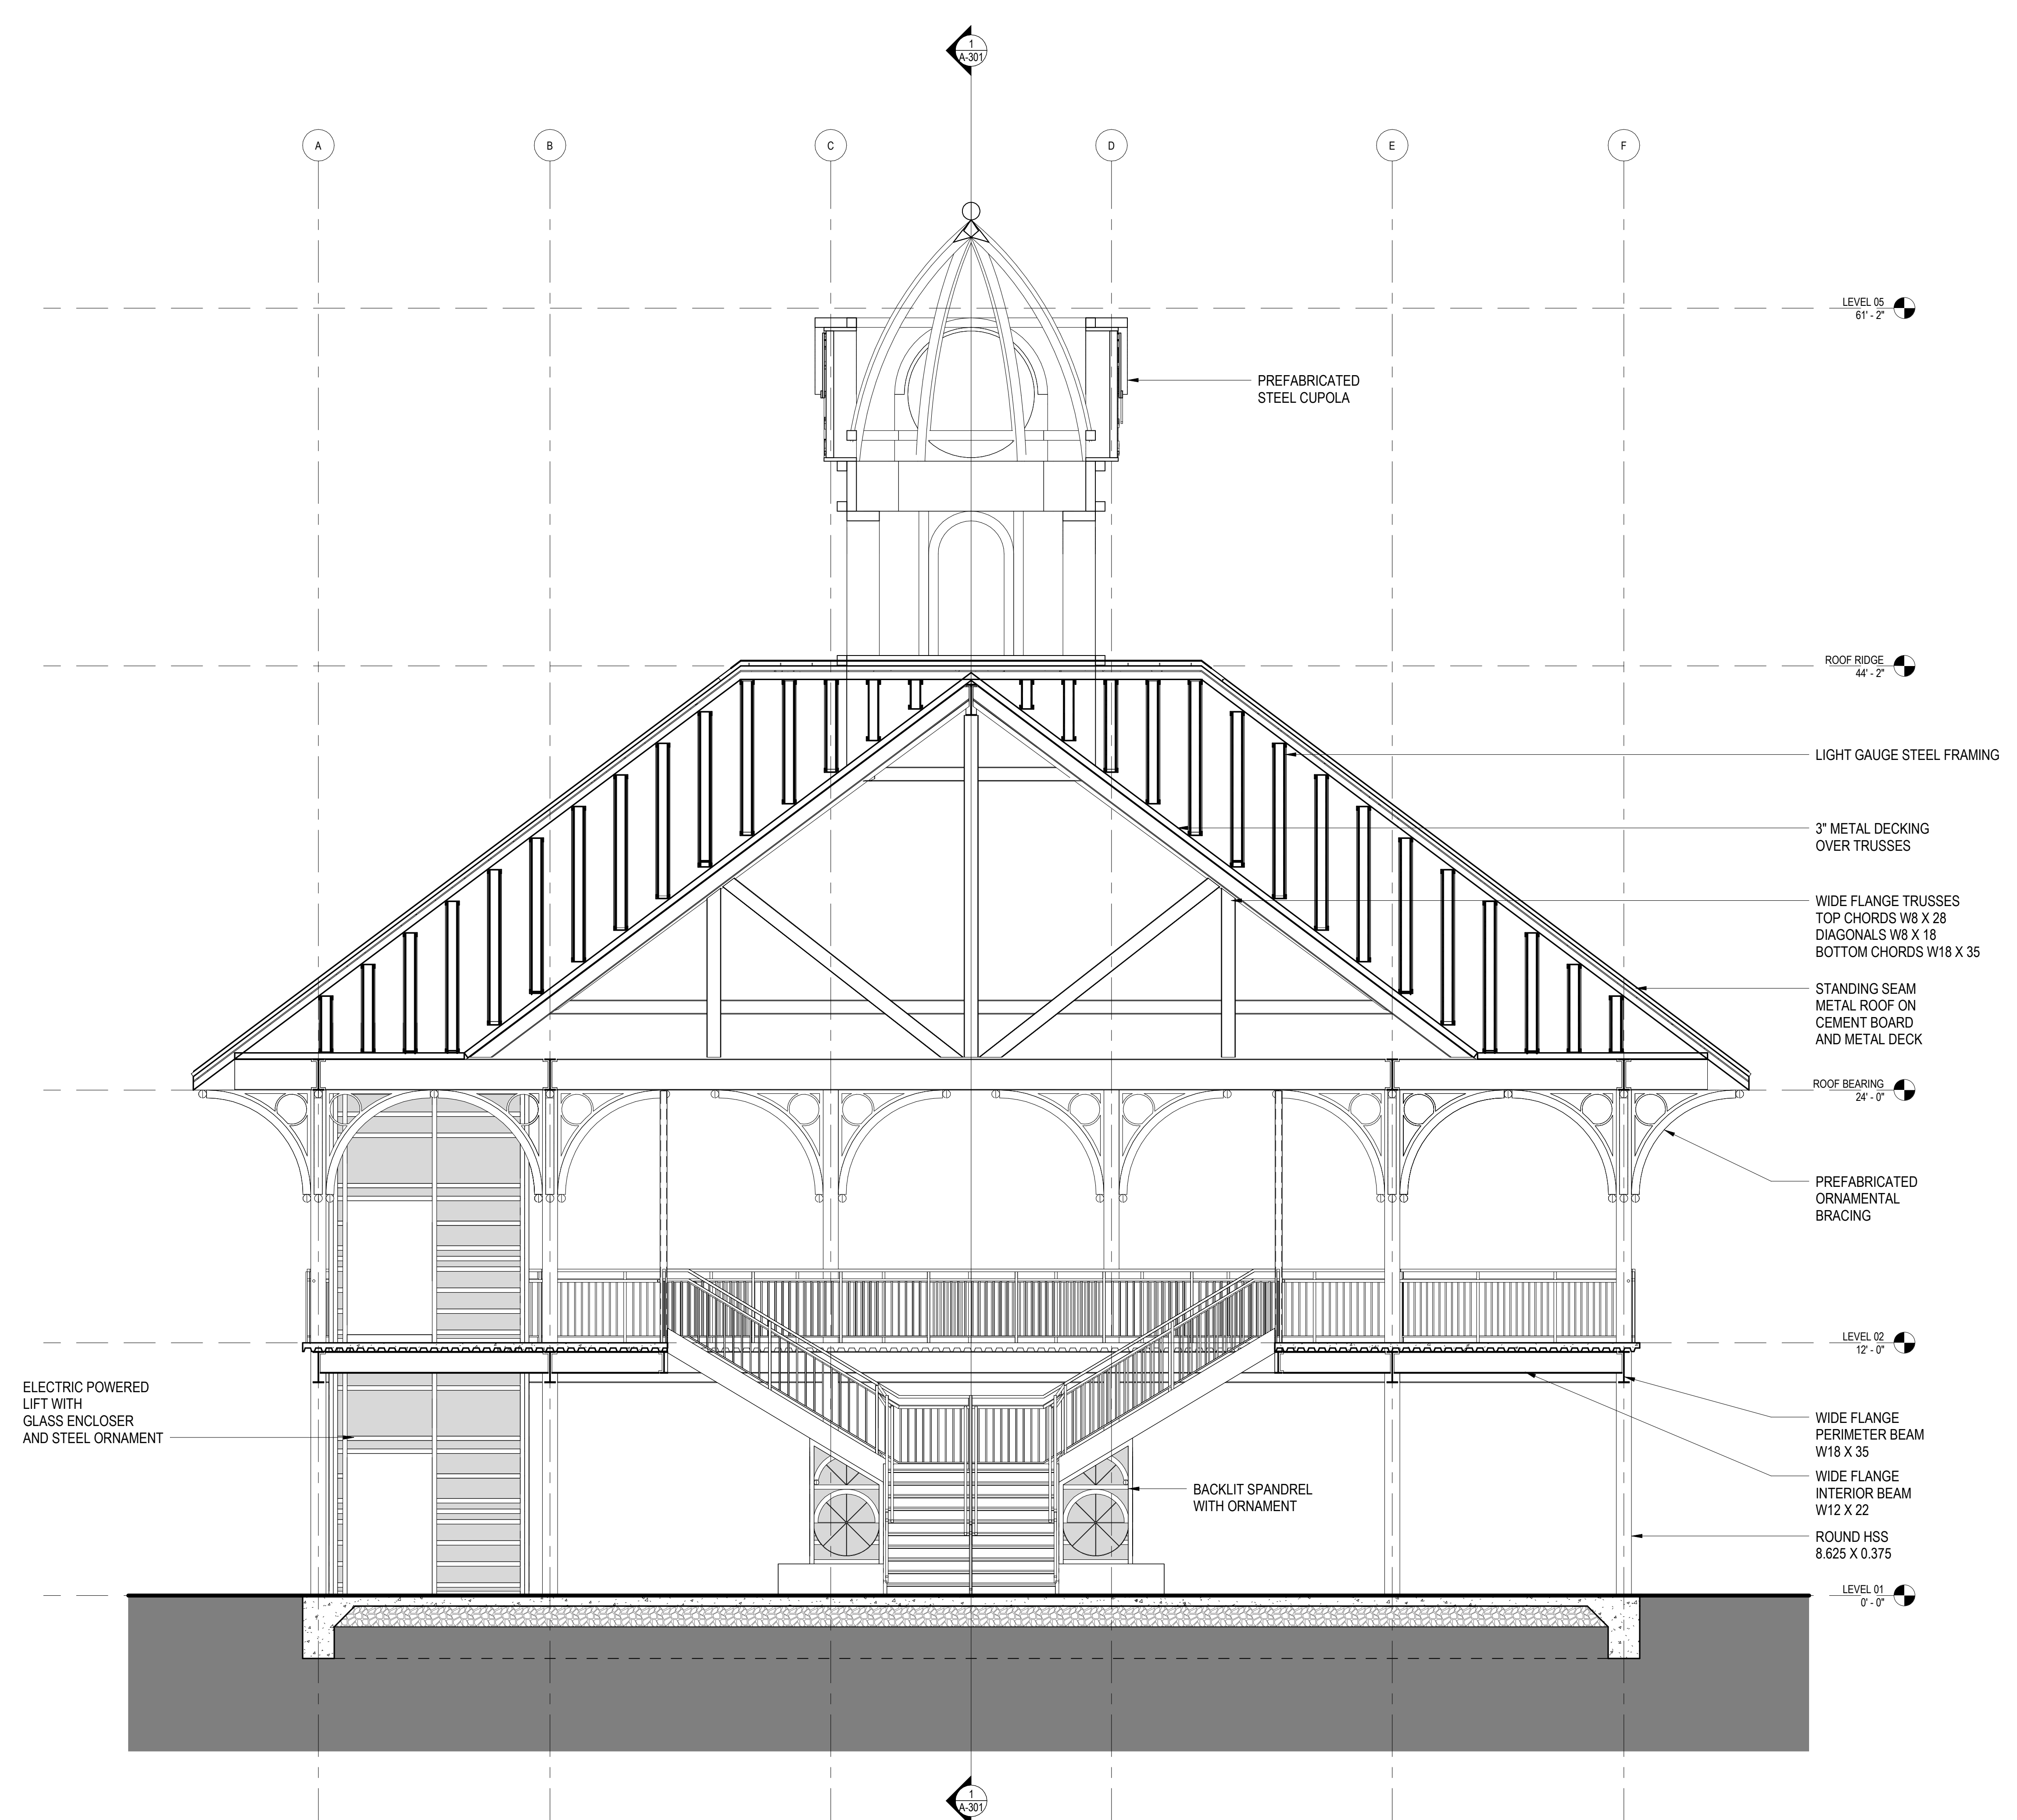 1
A-301
A
B
C
D
E
F
LEVEL 05
61' - 2"
PREFABRICATED
STEEL CUPOLA
ROOF RIDGE
44' - 2"
LIGHT GAUGE STEEL FRAMING
3" METAL DECKING
OVER TRUSSES
WIDE FLANGE TRUSSES
TOP CHORDS W8 X 28
DIAGONALS W8 X 18
BOTTOM CHORDS W18 X 35
STANDING SEAM
METAL ROOF ON
CEMENT BOARD
AND METAL DECK
ROOF BEARING
24' - 0"
PREFABRICATED
ORNAMENTAL
BRACING
LEVEL 02
12' - 0"
ELECTRIC POWERED
LIFT WITH
GLASS ENCLOSER
AND STEEL ORNAMENT
WIDE FLANGE
PERIMETER BEAM
W18 X 35
WIDE FLANGE
INTERIOR BEAM
W12 X 22
BACKLIT SPANDREL
WITH ORNAMENT
ROUND HSS
8.625 X 0.375
LEVEL 01
0' - 0"
1
A-301